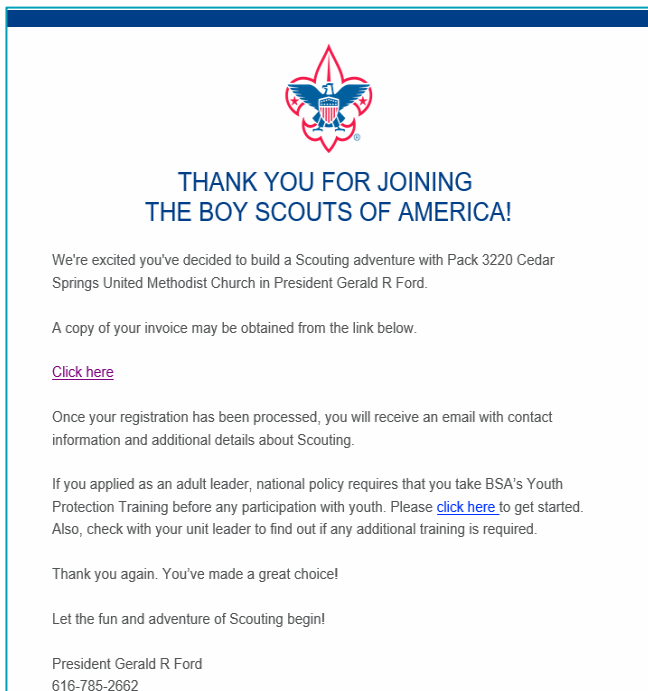 THANK YOU FOR JOINING
THE BOY SCOUTS OF AMERICA!
We're excited you've decided to build a Scouting adventure with Pack 3220 Cedar
Springs United Methodist Church in President Gerald R Ford.
A copy of your invoice may be obtained from the link below.
Click here
Once your registration has been processed, you will receive an email with contact
information and additional details about Scouting.
If you applied as an adult leader, national policy requires that you take BSA's Youth
Protection Training before any participation with youth. Please click here to get started.
Also, check with your unit leader to find out if any additional training is required.
Thank you again. You've made a great choice!
Let the fun and adventure of Scouting begin!
President Gerald R Ford
616-785-2662